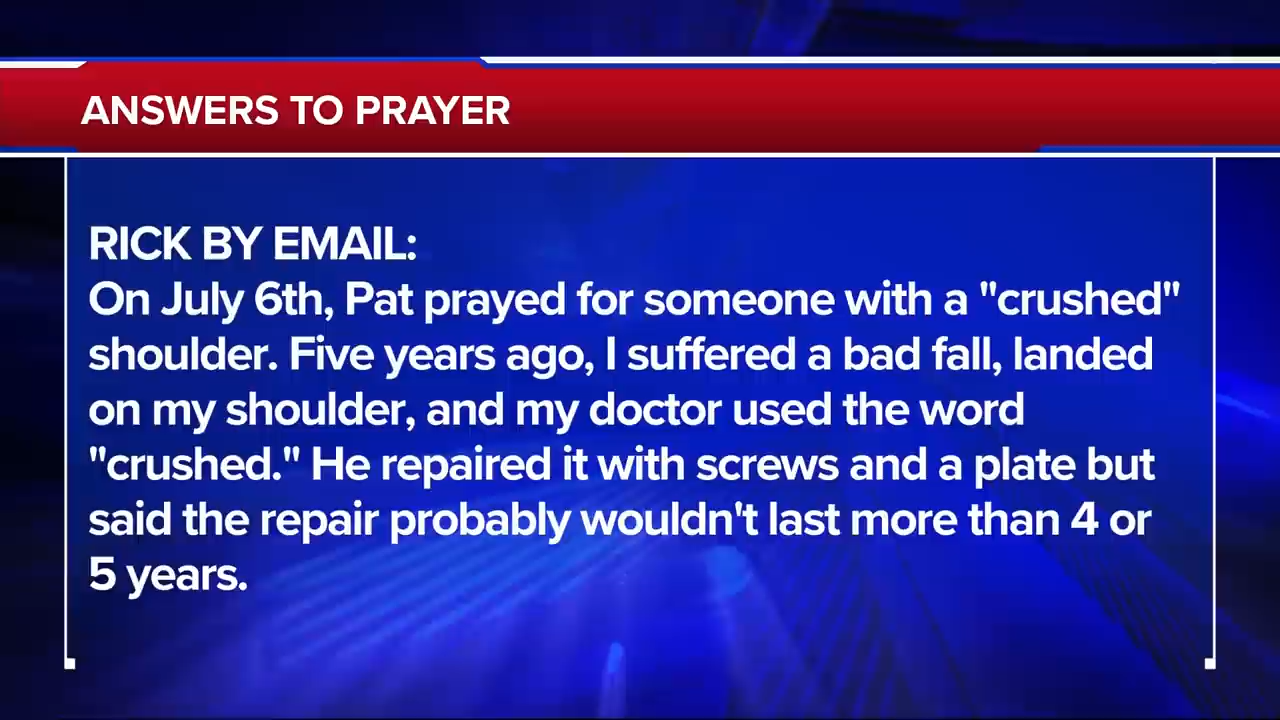 ANSWERS TO PRAYER
RICK BY EMAIL:
On July 6th, Pat prayed for someone with a "crushed"
shoulder. Five years ago, I suffered a bad fall, landed
on my shoulder, and my doctor used the word
"crushed." He repaired it with screws and a plate but
said the repair probably wouldn't last more than 4 or
5 years.